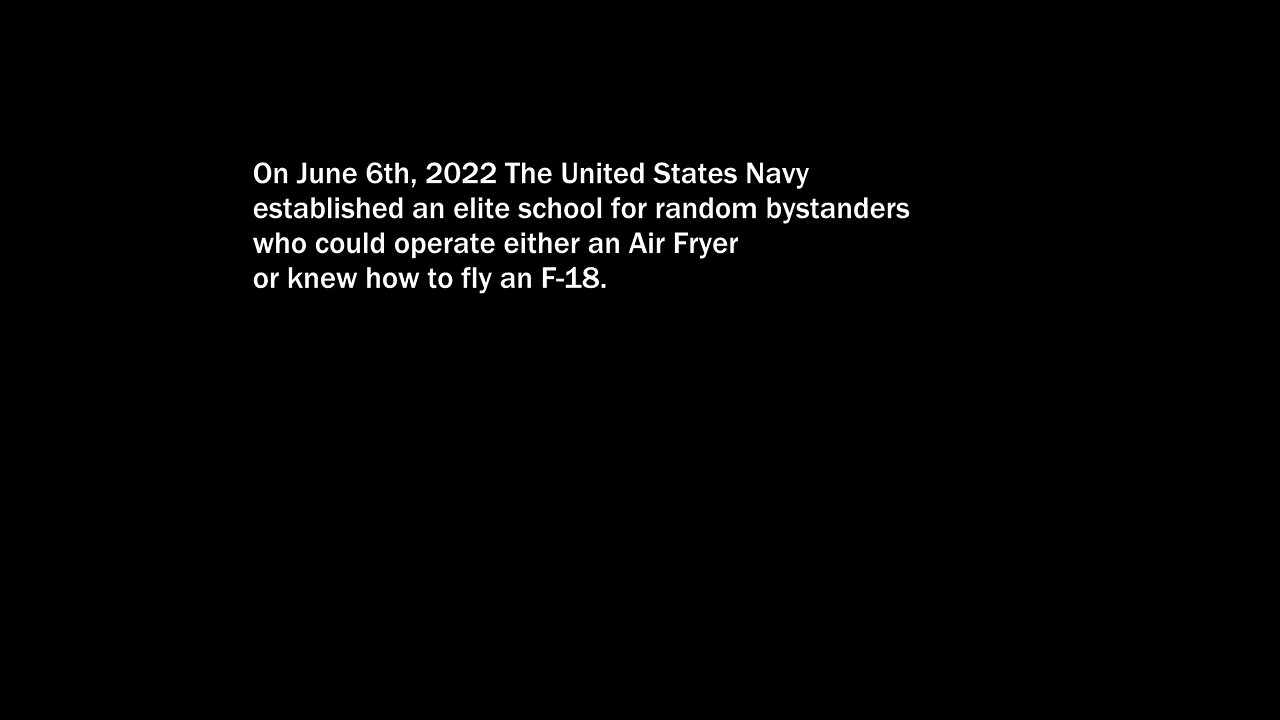 On June 6th, 2022 The United States Navy
established an elite school for random bystanders
who could operate either an Air Fryer
or knew how to fly an F-18.